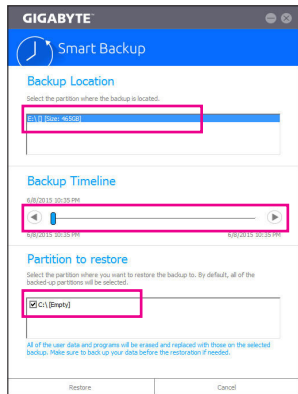 GIGABYTE™
Smart Backup
Backup Location
Select the partition where the backup is located.
E:\ [] [Size: 465GB]
Backup Timeline
6/8/2015 10:35 PM
6/8/2015 10:35 PM 6/8/2015 10:35 PM
Partition to restore
Select the partition where you want to restore the backup to. By default, all of the
backed-up partitions will be selected.
C:\ [Empty]
All of the user data and programs will be erased and replaced with those on the selected
backup. Make sure to back up your data before the restoration if needed.
Restore Cancel